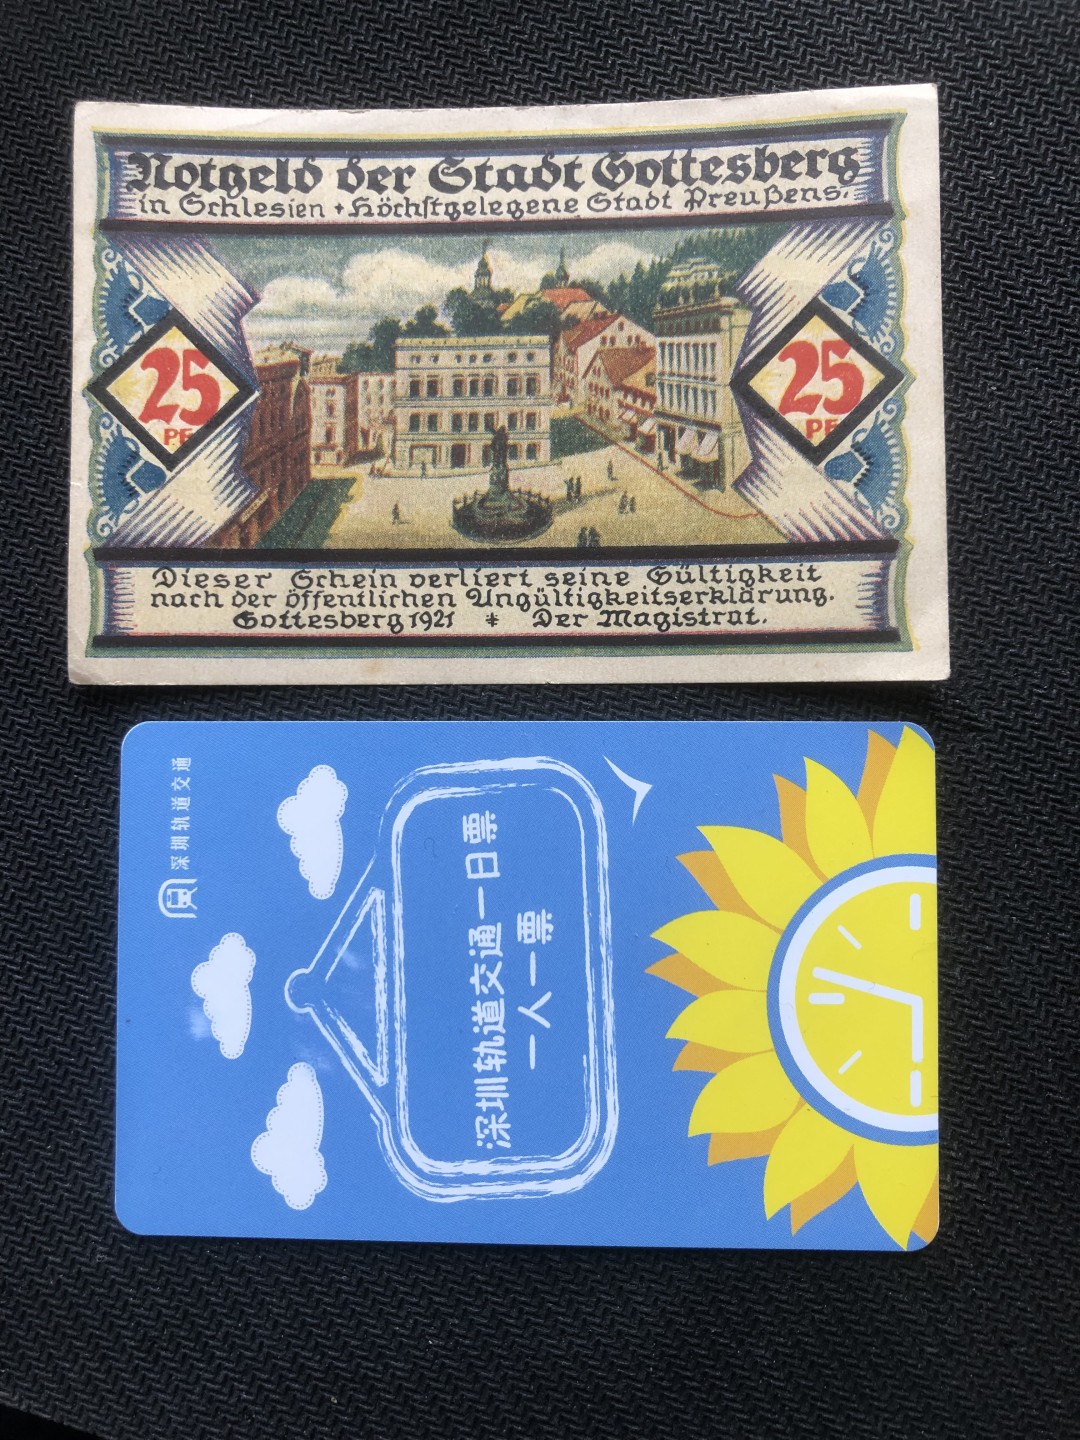 Notgeld der Stadt Gottesberg
in Schlesien + Höchstgelegene Stadt Preußens.
25
PF
25
PF
Dieser Schein verliert seine Gültigkeit
nach der öffentlichen Ungültigkeitserklärung.
Gottesberg 1921 * Der Magistrat.
深圳轨道交通
深圳轨道交通一日票
一人一票